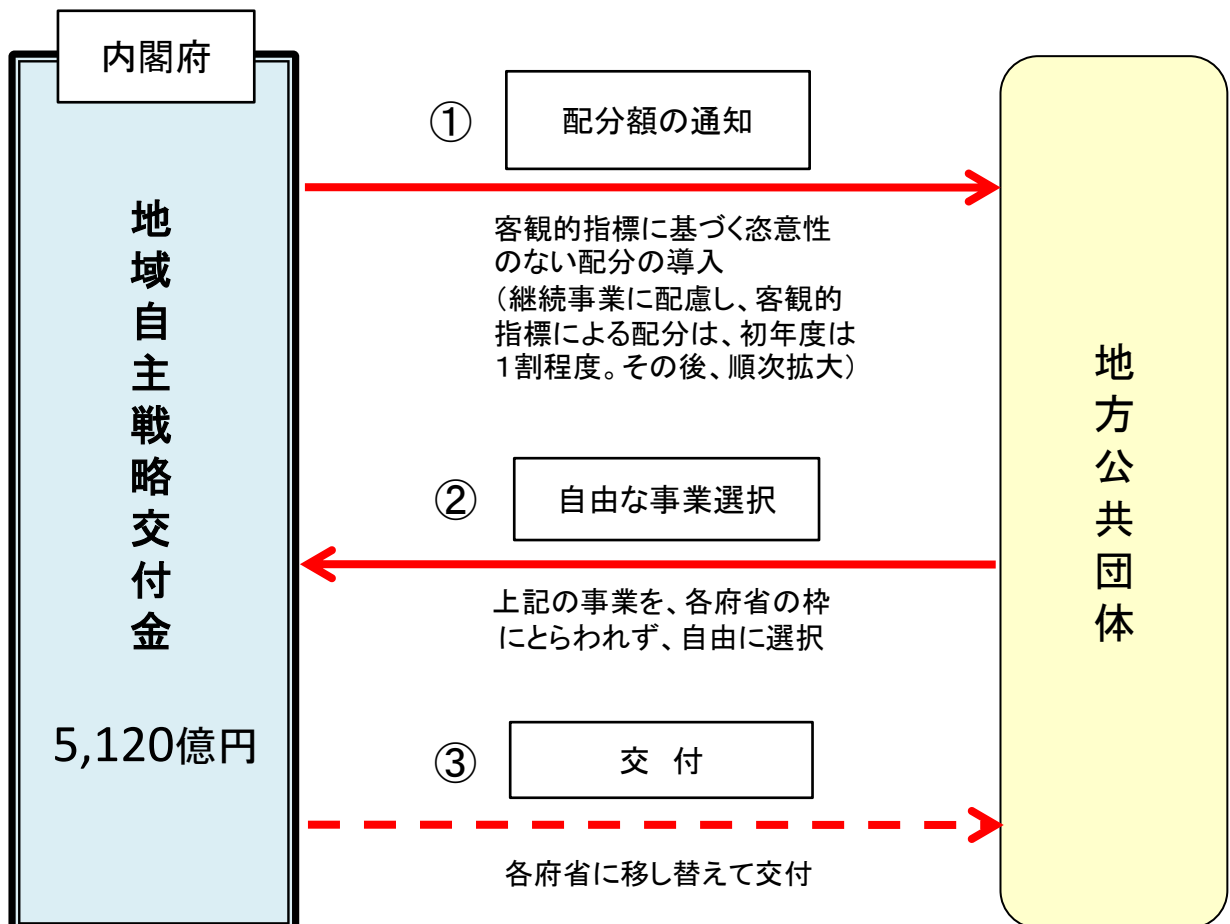 内閣府
地域自主戦略交付金
5,120億円
① 配分額の通知
客観的指標に基づく恣意性
のない配分の導入
（継続事業に配慮し、客観的
指標による配分は、初年度は
１割程度。その後、順次拡大）
② 自由な事業選択
上記の事業を、各府省の枠
にとらわれず、自由に選択
③ 交 付
各府省に移し替えて交付
地方公共団体